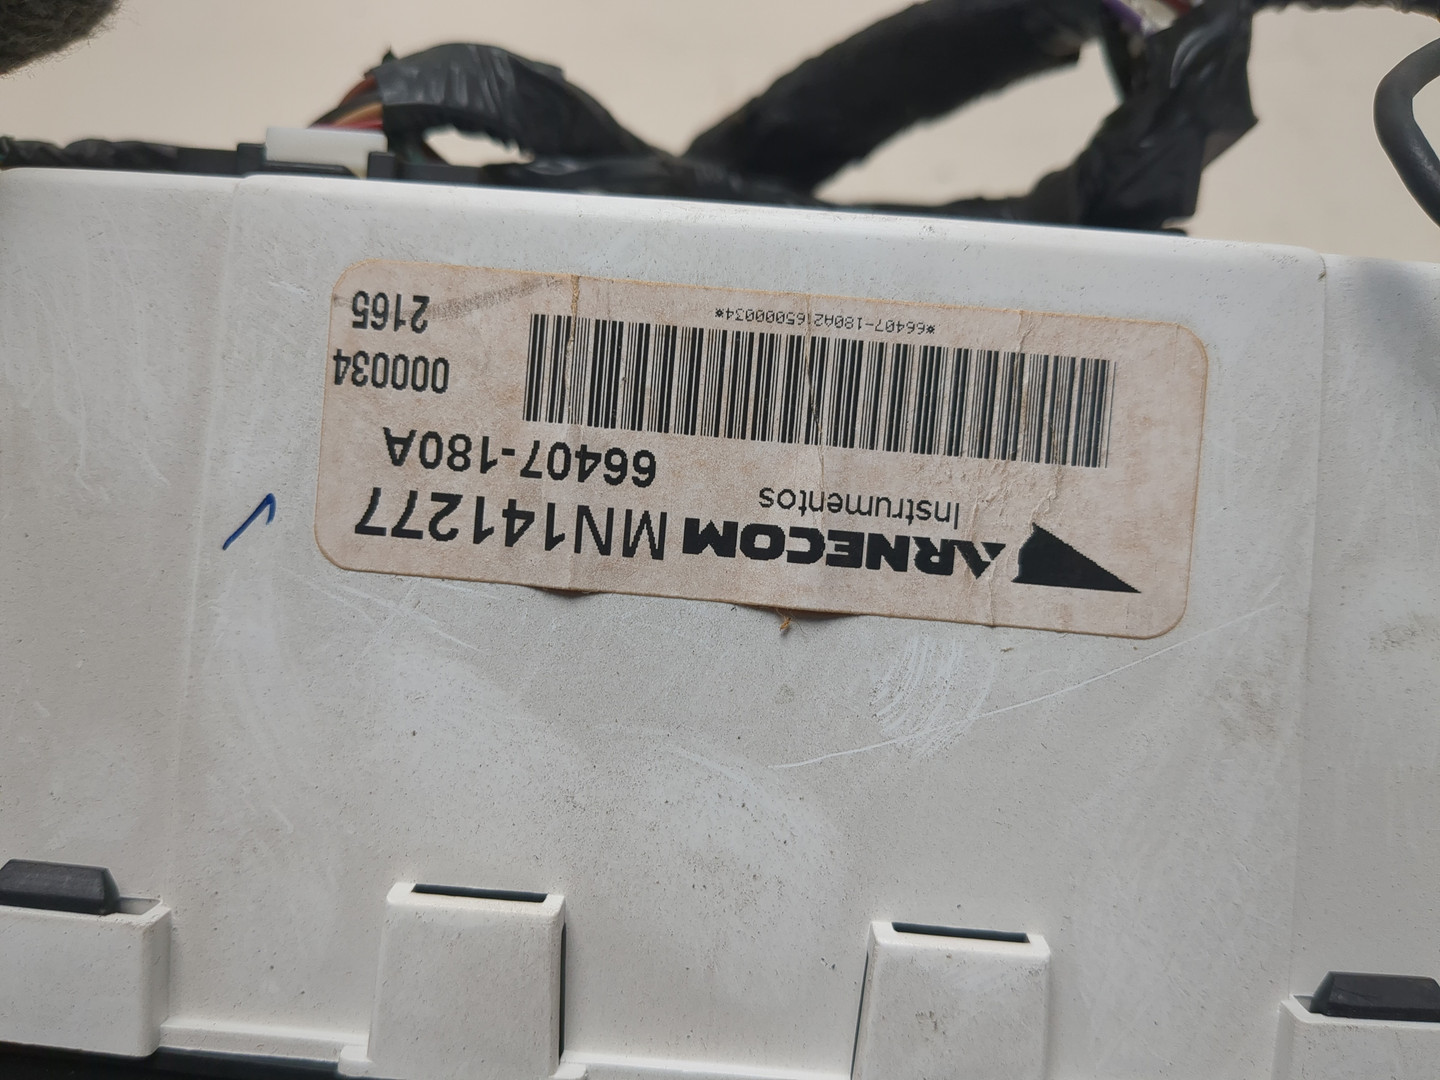 ARNECOM MN141277
Instrumentos
66407-180A
000034
2165
*66407-180A2165000034*